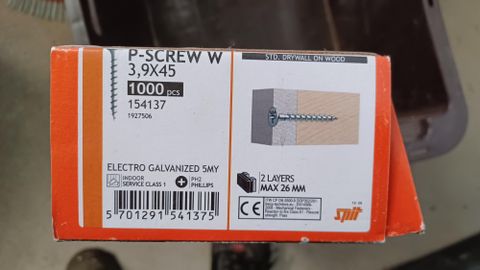 P-SCREW W
3,9X45
1000 pcs
154137
1927506
STD. DRYWALL ON WOOD
ELECTRO GALVANIZED 5MY
INDOOR
SERVICE CLASS 1
PH2
PHILLIPS
5 701291 541375
2 LAYERS
MAX 26 MM
CE
Spit